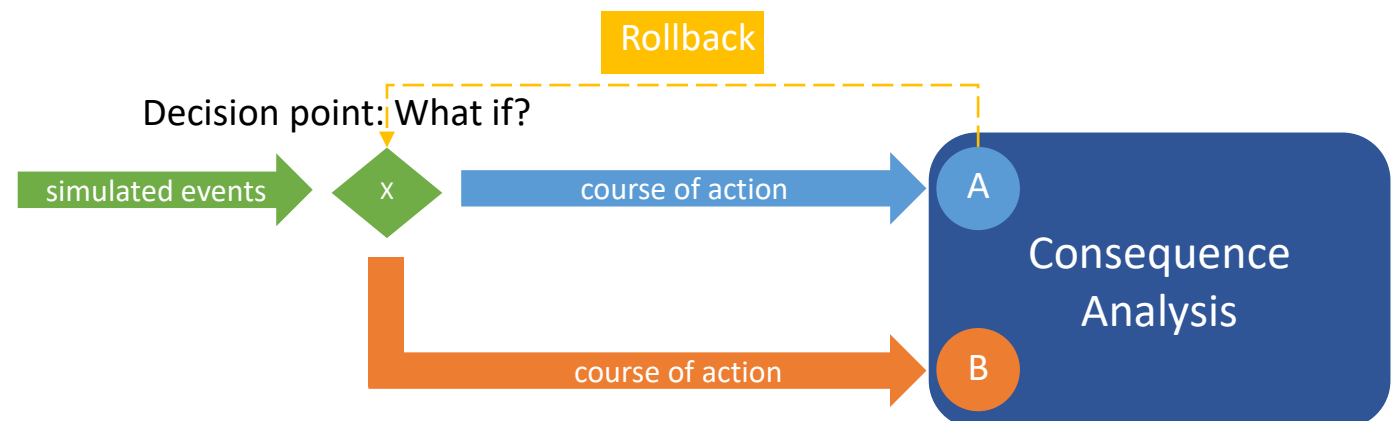 Rollback
Decision point: What if?
simulated events
X
course of action
A
Consequence
Analysis
course of action
B